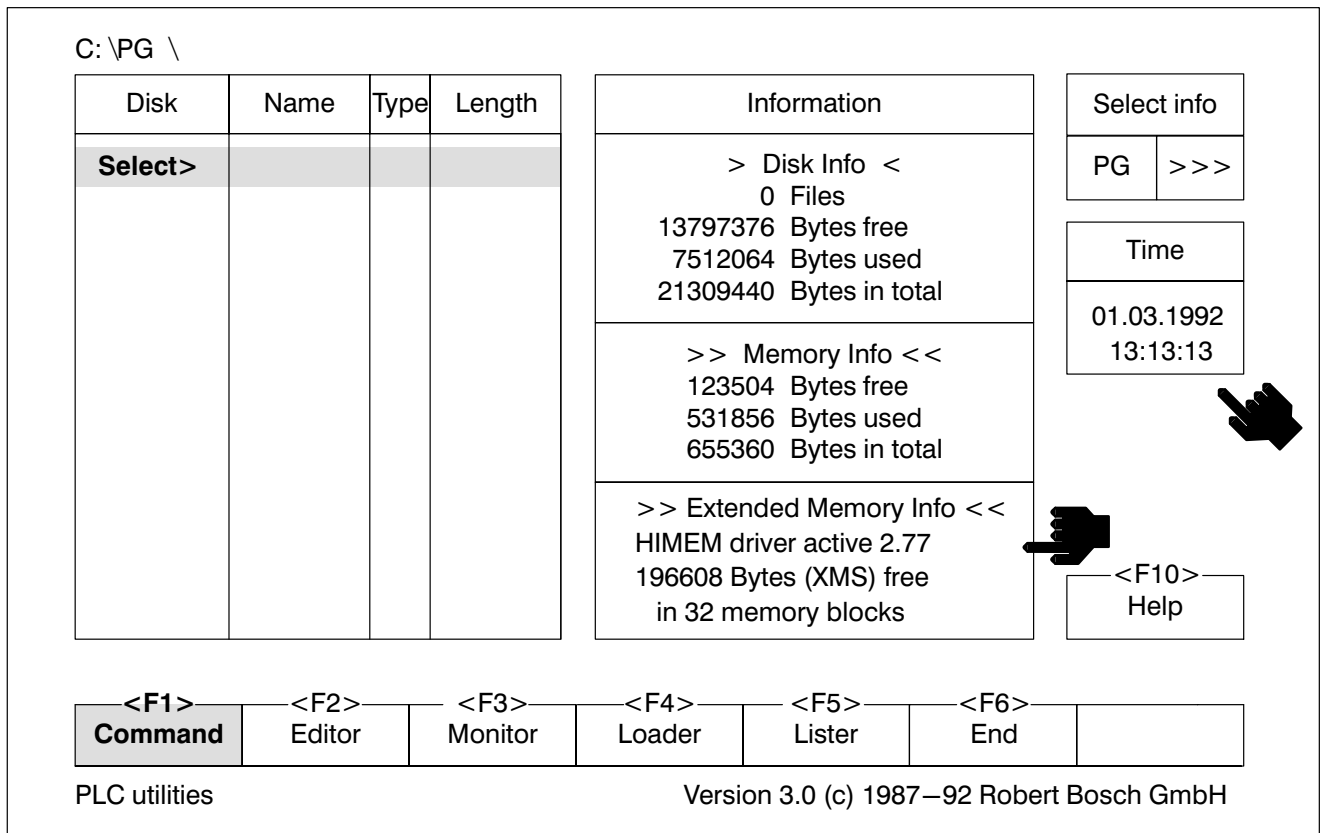 C: \PG \
Disk Name Type Length
Select>
Information
> Disk Info <
0 Files
13797376 Bytes free
7512064 Bytes used
21309440 Bytes in total
>> Memory Info <<
123504 Bytes free
531856 Bytes used
655360 Bytes in total
>> Extended Memory Info <<
HIMEM driver active 2.77
196608 Bytes (XMS) free
in 32 memory blocks
Select info
PG >>>
Time
01.03.1992
13:13:13
<F10>
Help
<F1> <F2> <F3> <F4> <F5> <F6>
Command Editor Monitor Loader Lister End
PLC utilities Version 3.0 (c) 1987−92 Robert Bosch GmbH